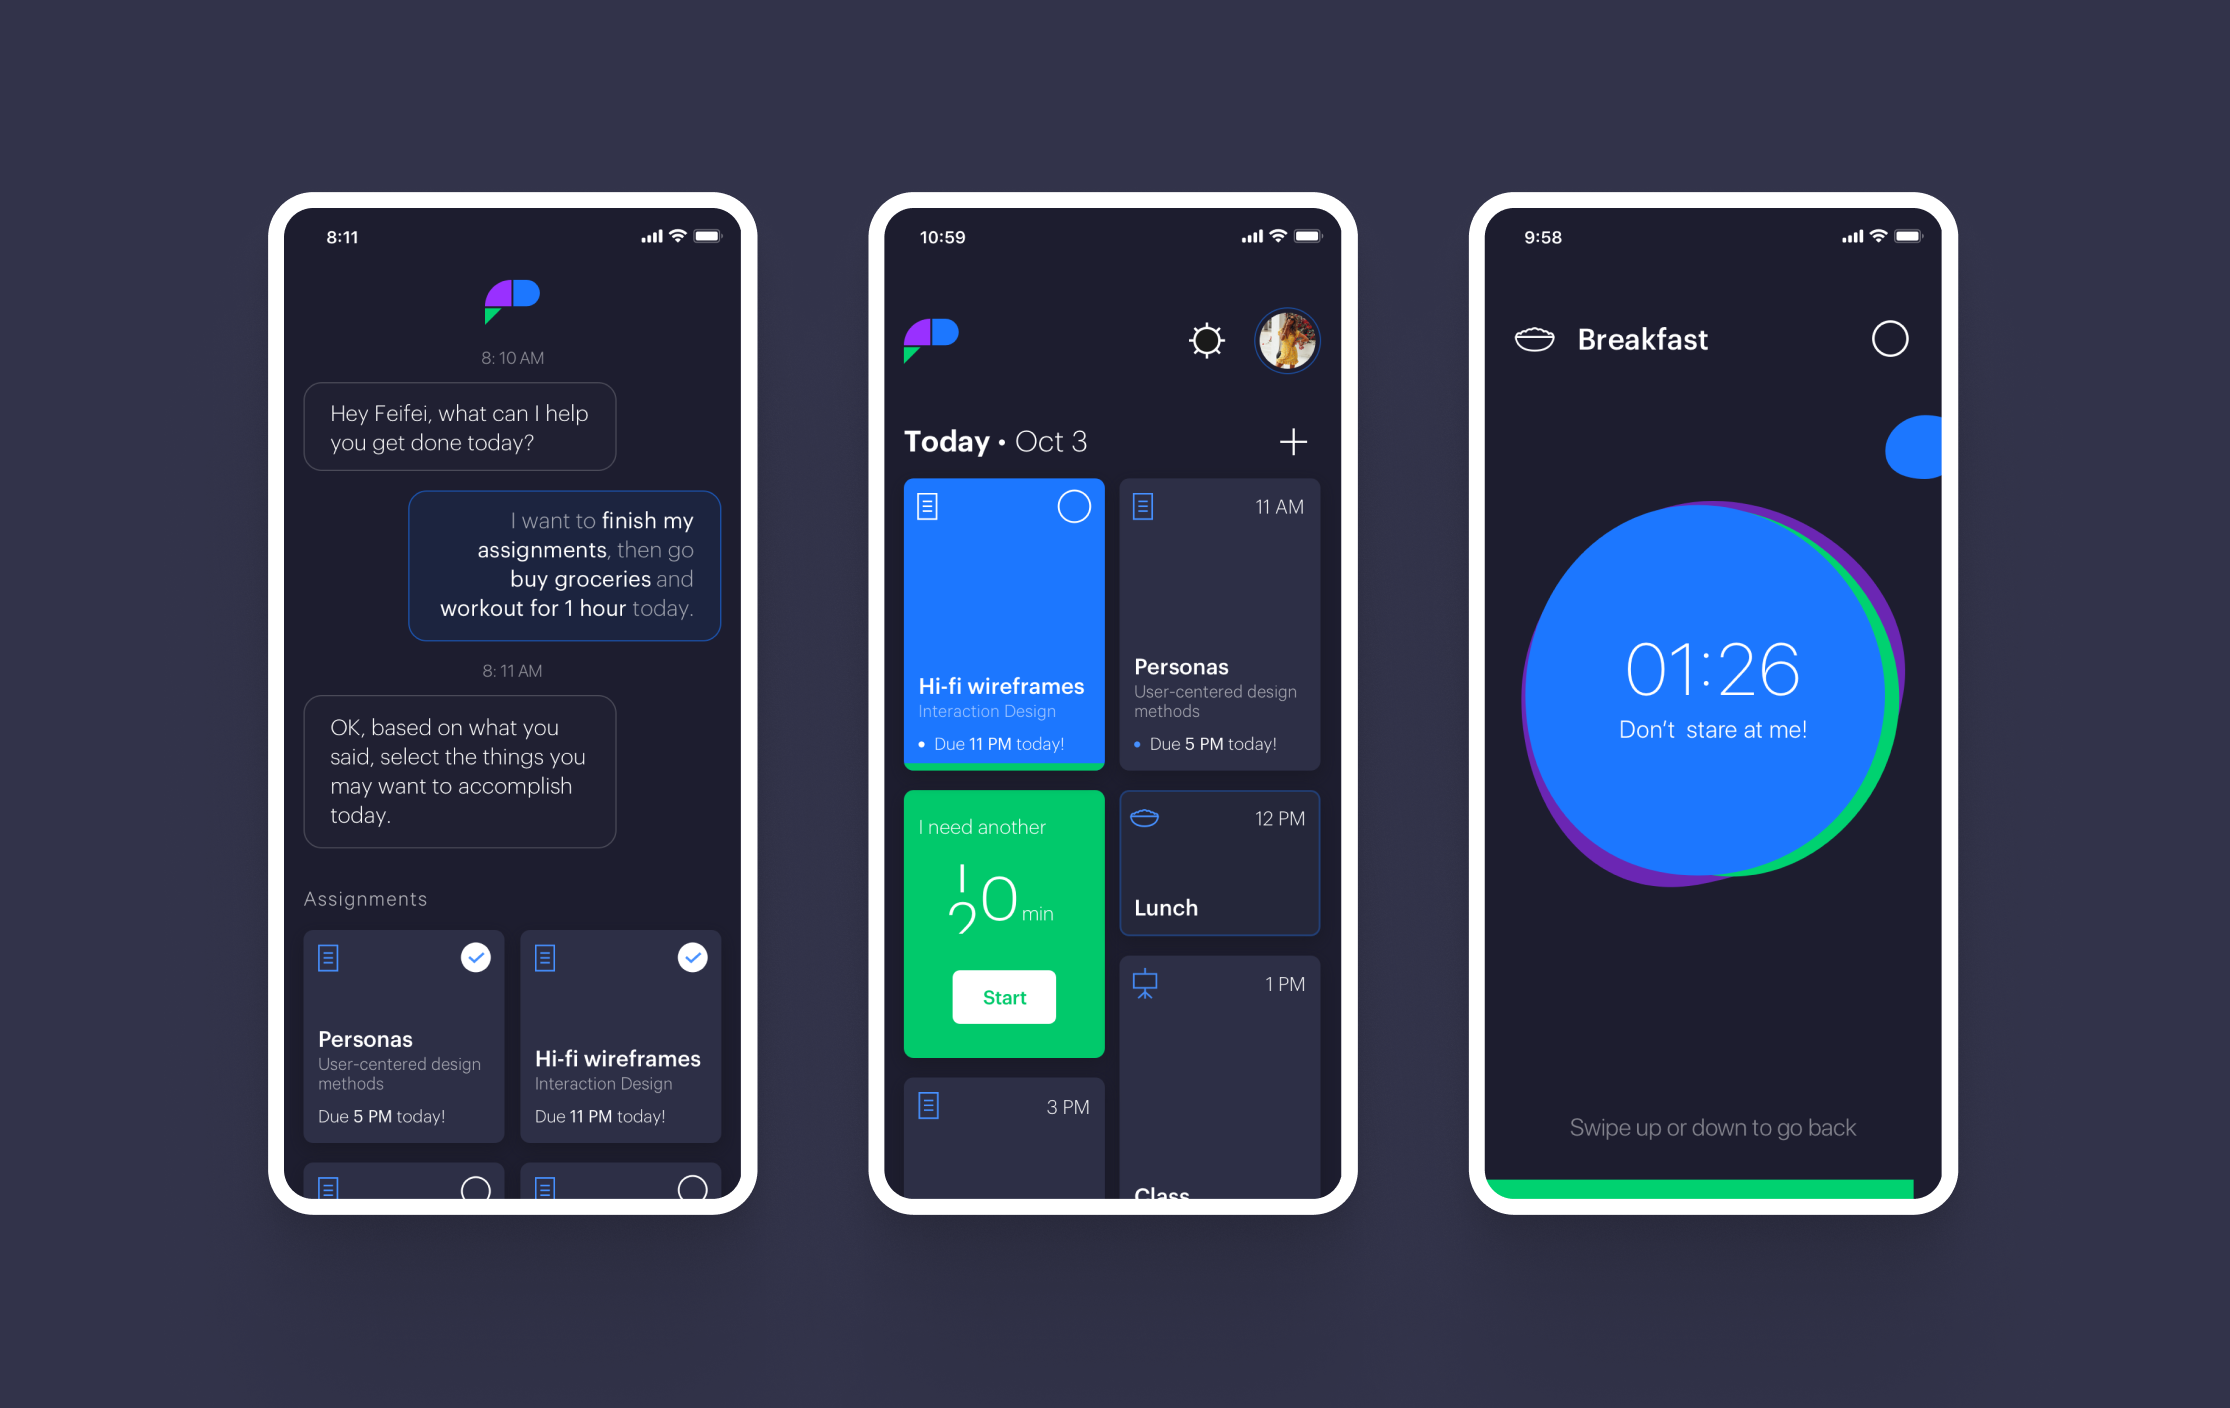 8:11
8: 10 AM
Hey Feifei, what can I help
you get done today?
I want to finish my
assignments, then go
buy groceries and
workout for 1 hour today.
8: 11 AM
OK, based on what you
said, select the things you
may want to accomplish
today.
Assignments
Personas
User-centered design
methods
Due 5 PM today!
Hi-fi wireframes
Interaction Design
Due 11 PM today!
10:59
Today • Oct 3
Hi-fi wireframes
Interaction Design
• Due 11 PM today!
11 AM
Personas
User-centered design
methods
• Due 5 PM today!
I need another
1
20 min
Start
12 PM
Lunch
1 PM
Class
3 PM
9:58
Breakfast
01:26
Don't stare at me!
Swipe up or down to go back